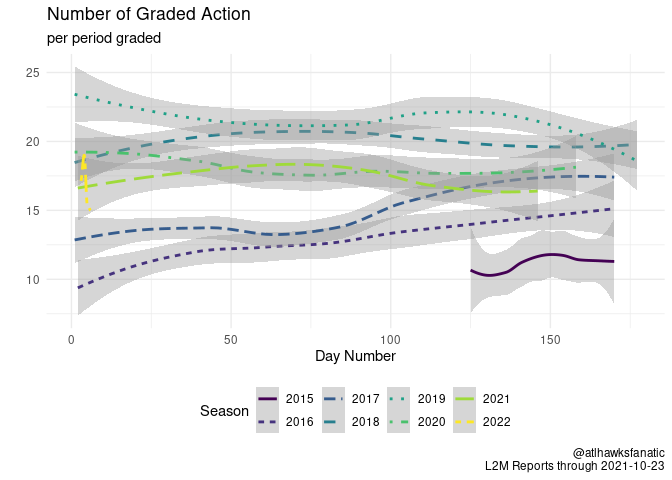 Number of Graded Action
per period graded
25
20
15
10
0 50 100 150
Day Number
Season
2015 2017 2019 2021
2016 2018 2020 2022
@atlhawksfanatic
L2M Reports through 2021-10-23